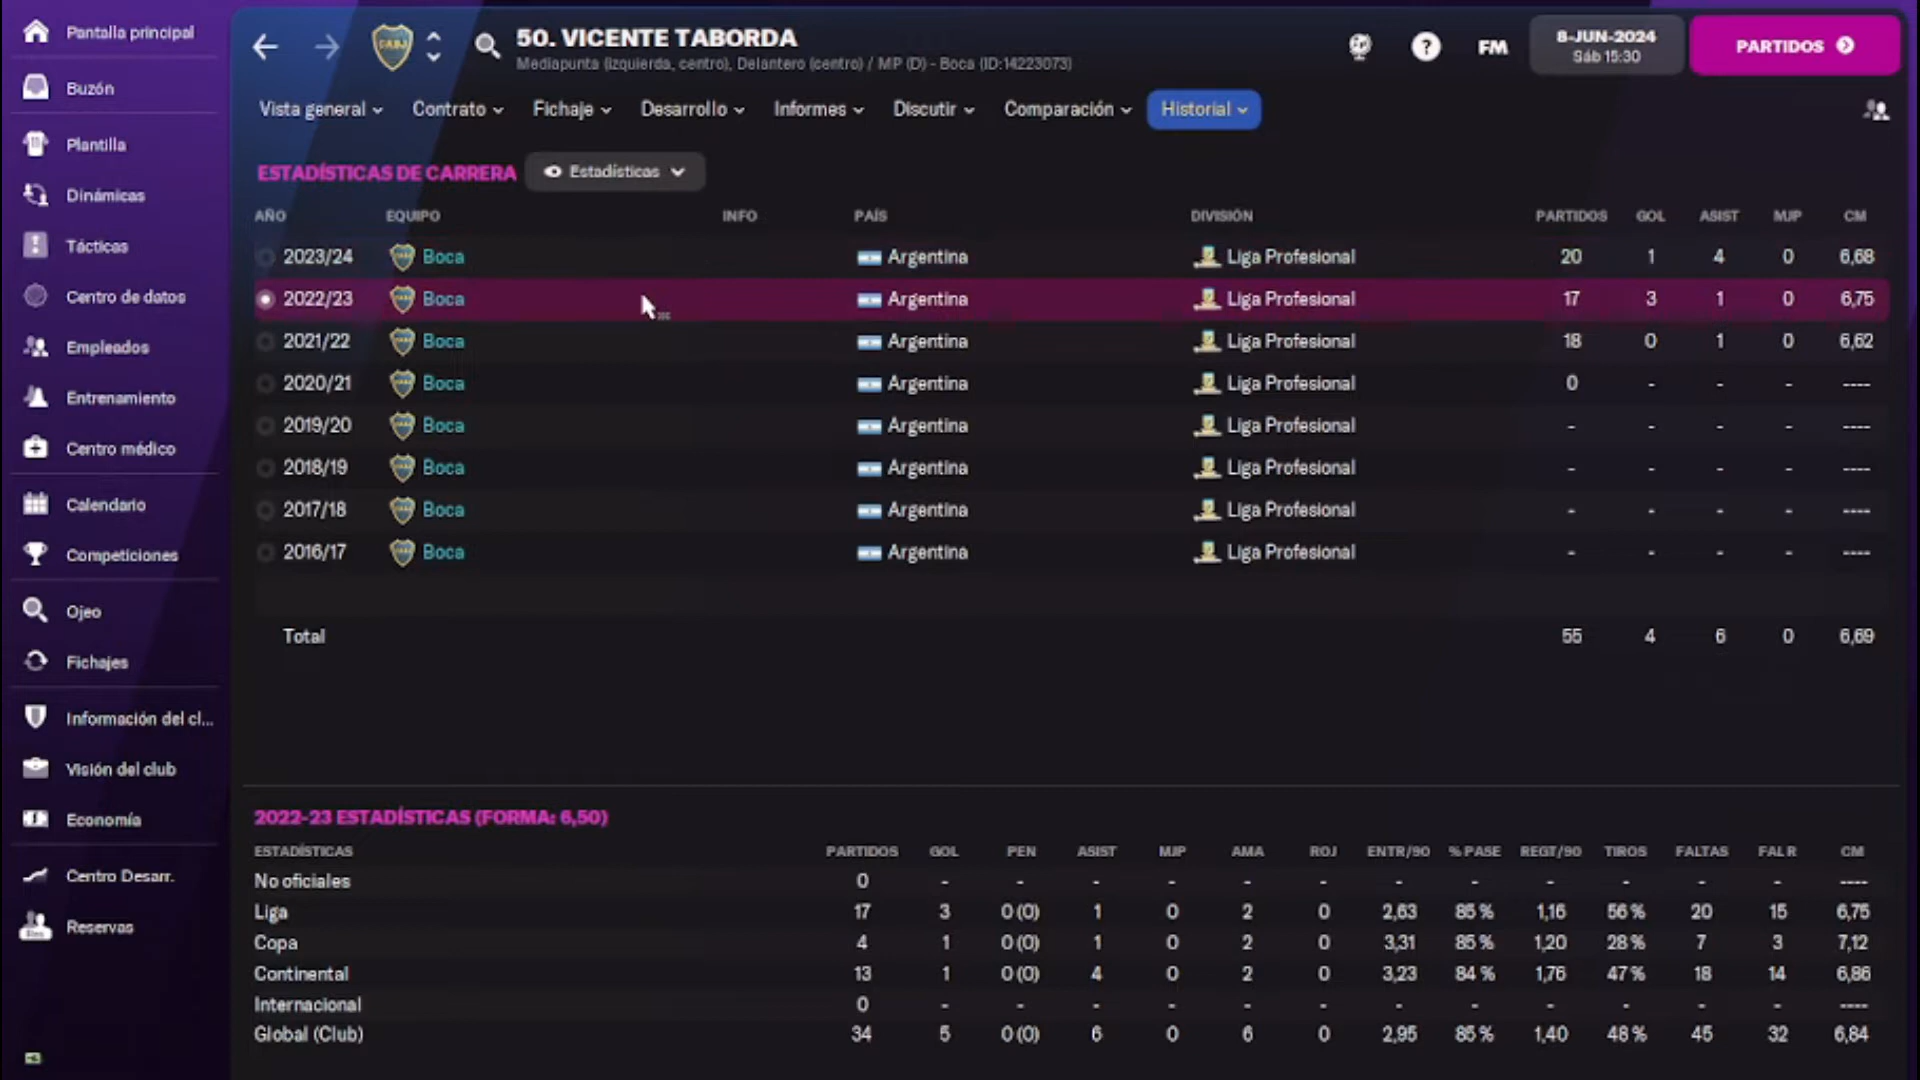 Pantalla principal
Buzón
Plantilla
Dinámicas
Tácticas
Centro de datos
Empleados
Entrenamiento
Centro médico
Calendario
Competiciones
Ojeo
Fichajes
Información del cl...
Visión del club
Economía
Centro Desarr.
Reservas
50. VICENTE TABORDA
Mediapunta (izquierda, centro), Delantero (centro) / MP (D) - Boca (ID:14223073)
? FM
8-JUN-2024
Sáb 15:30
PARTIDOS
Vista general Contrato Fichaje Desarrollo Informes Discutir Comparación Historial
ESTADÍSTICAS DE CARRERA Estadísticas
AÑO EQUIPO INFO PAÍS DIVISIÓN PARTIDOS GOL ASIST MJP CM
2023/24 Boca Argentina Liga Profesional 20 1 4 0 6,68
2022/23 Boca Argentina Liga Profesional 17 3 1 0 6,75
2021/22 Boca Argentina Liga Profesional 18 0 1 0 6,62
2020/21 Boca Argentina Liga Profesional 0 - - - ----
2019/20 Boca Argentina Liga Profesional - - - - ----
2018/19 Boca Argentina Liga Profesional - - - - ----
2017/18 Boca Argentina Liga Profesional - - - - ----
2016/17 Boca Argentina Liga Profesional - - - - ----
Total 55 4 6 0 6,69
2022-23 ESTADÍSTICAS (FORMA: 6,50)
ESTADÍSTICAS PARTIDOS GOL PEN ASIST MJP AMA ROJ ENTR/90 % PASE REGT/90 TIROS FALTAS FAL R CM
No oficiales 0 - - - - - - - - - - - - ----
Liga 17 3 0 (0) 1 0 2 0 2,63 85 % 1,16 56 % 20 15 6,75
Copa 4 1 0 (0) 1 0 2 0 3,31 85 % 1,20 28 % 7 3 7,12
Continental 13 1 0 (0) 4 0 2 0 3,23 84 % 1,76 47 % 18 14 6,86
Internacional 0 - - - - - - - - - - - - ----
Global (Club) 34 5 0 (0) 6 0 6 0 2,95 85 % 1,40 48 % 45 32 6,84